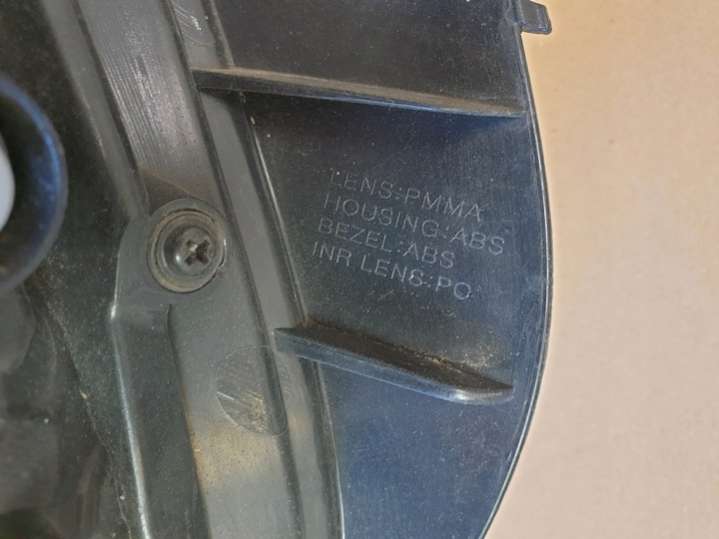 LENS:PMMA
HOUSING:ABS
BEZEL:ABS
INR LENS:PC